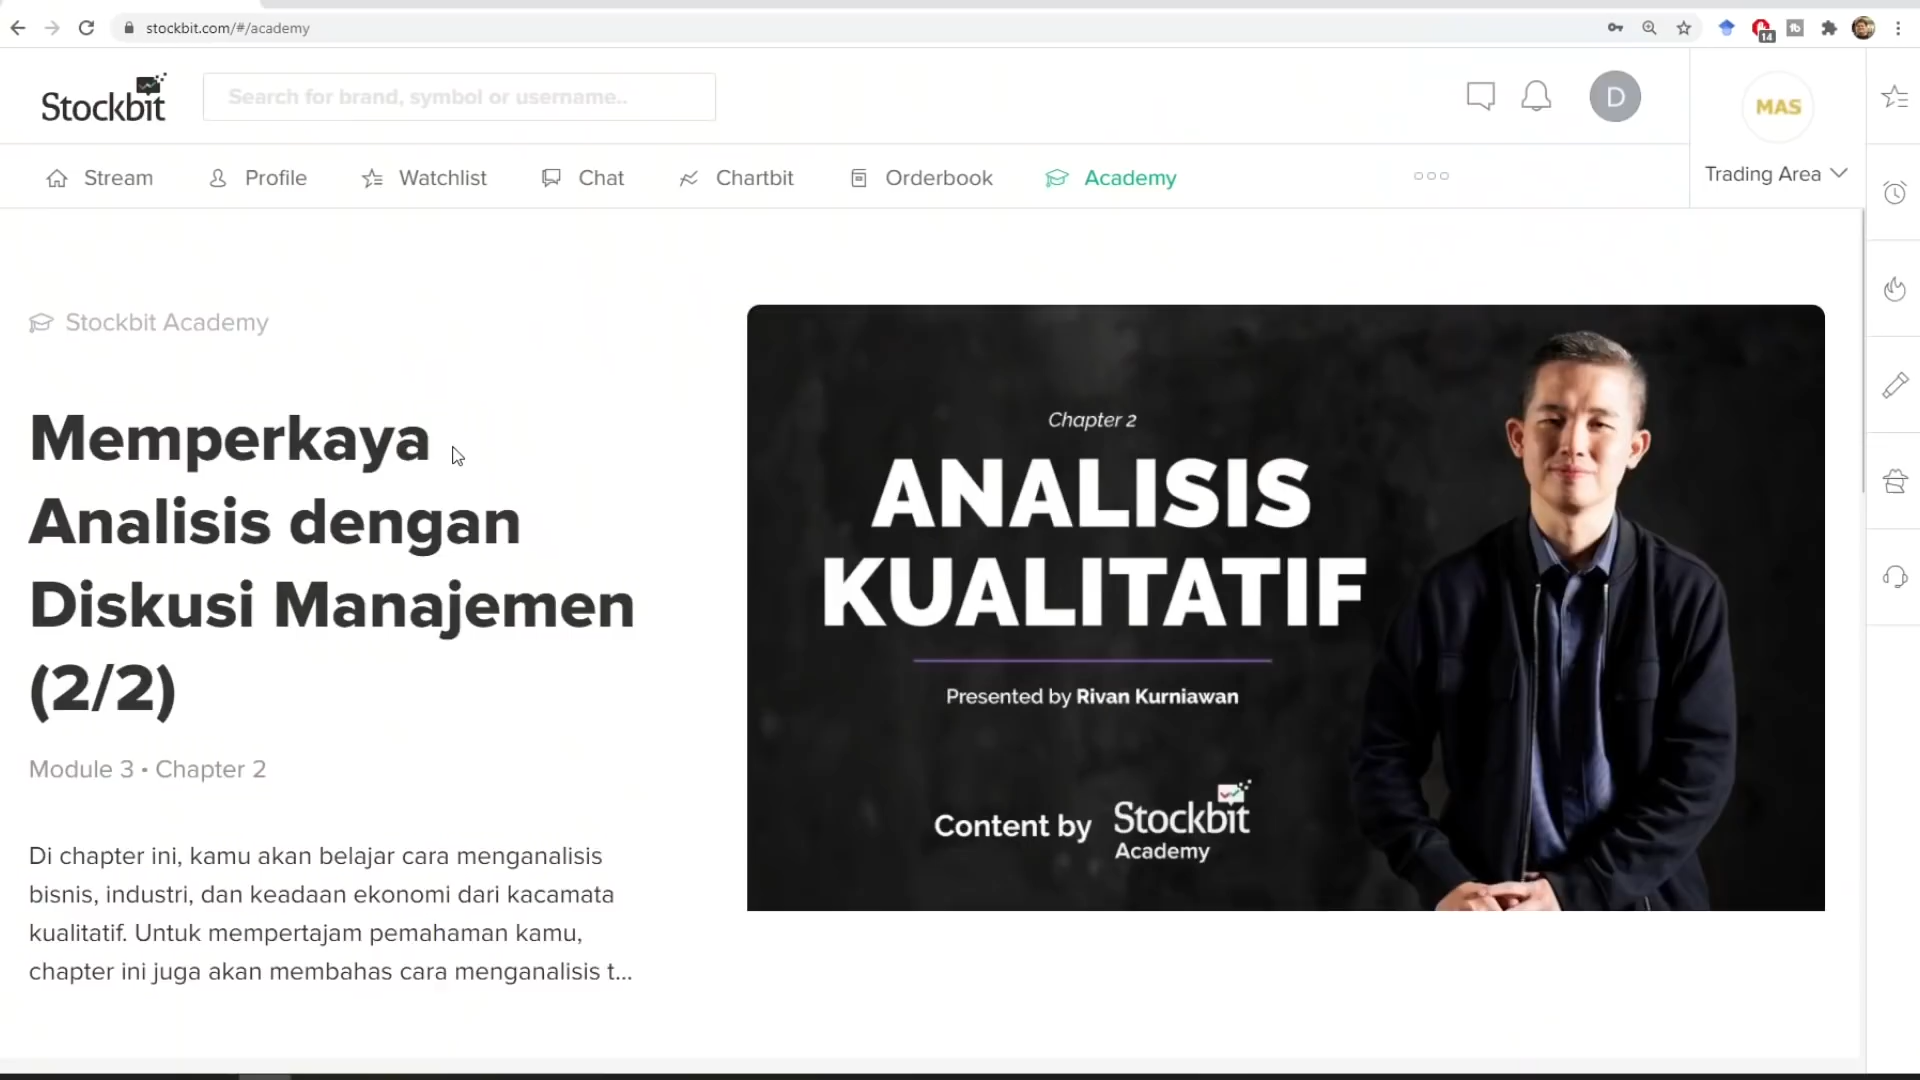 stockbit.com/#/academy
14
Stockbit
Search for brand, symbol or username..
D
MAS
Stream
Profile
Watchlist
Chat
Chartbit
Orderbook
Academy
Trading Area
Stockbit Academy
Memperkaya
Analisis dengan
Diskusi Manajemen
(2/2)
Module 3 • Chapter 2
Di chapter ini, kamu akan belajar cara menganalisis
bisnis, industri, dan keadaan ekonomi dari kacamata
kualitatif. Untuk mempertajam pemahaman kamu,
chapter ini juga akan membahas cara menganalisis t...
Chapter 2
ANALISIS
KUALITATIF
Presented by Rivan Kurniawan
Content by Stockbit
Academy